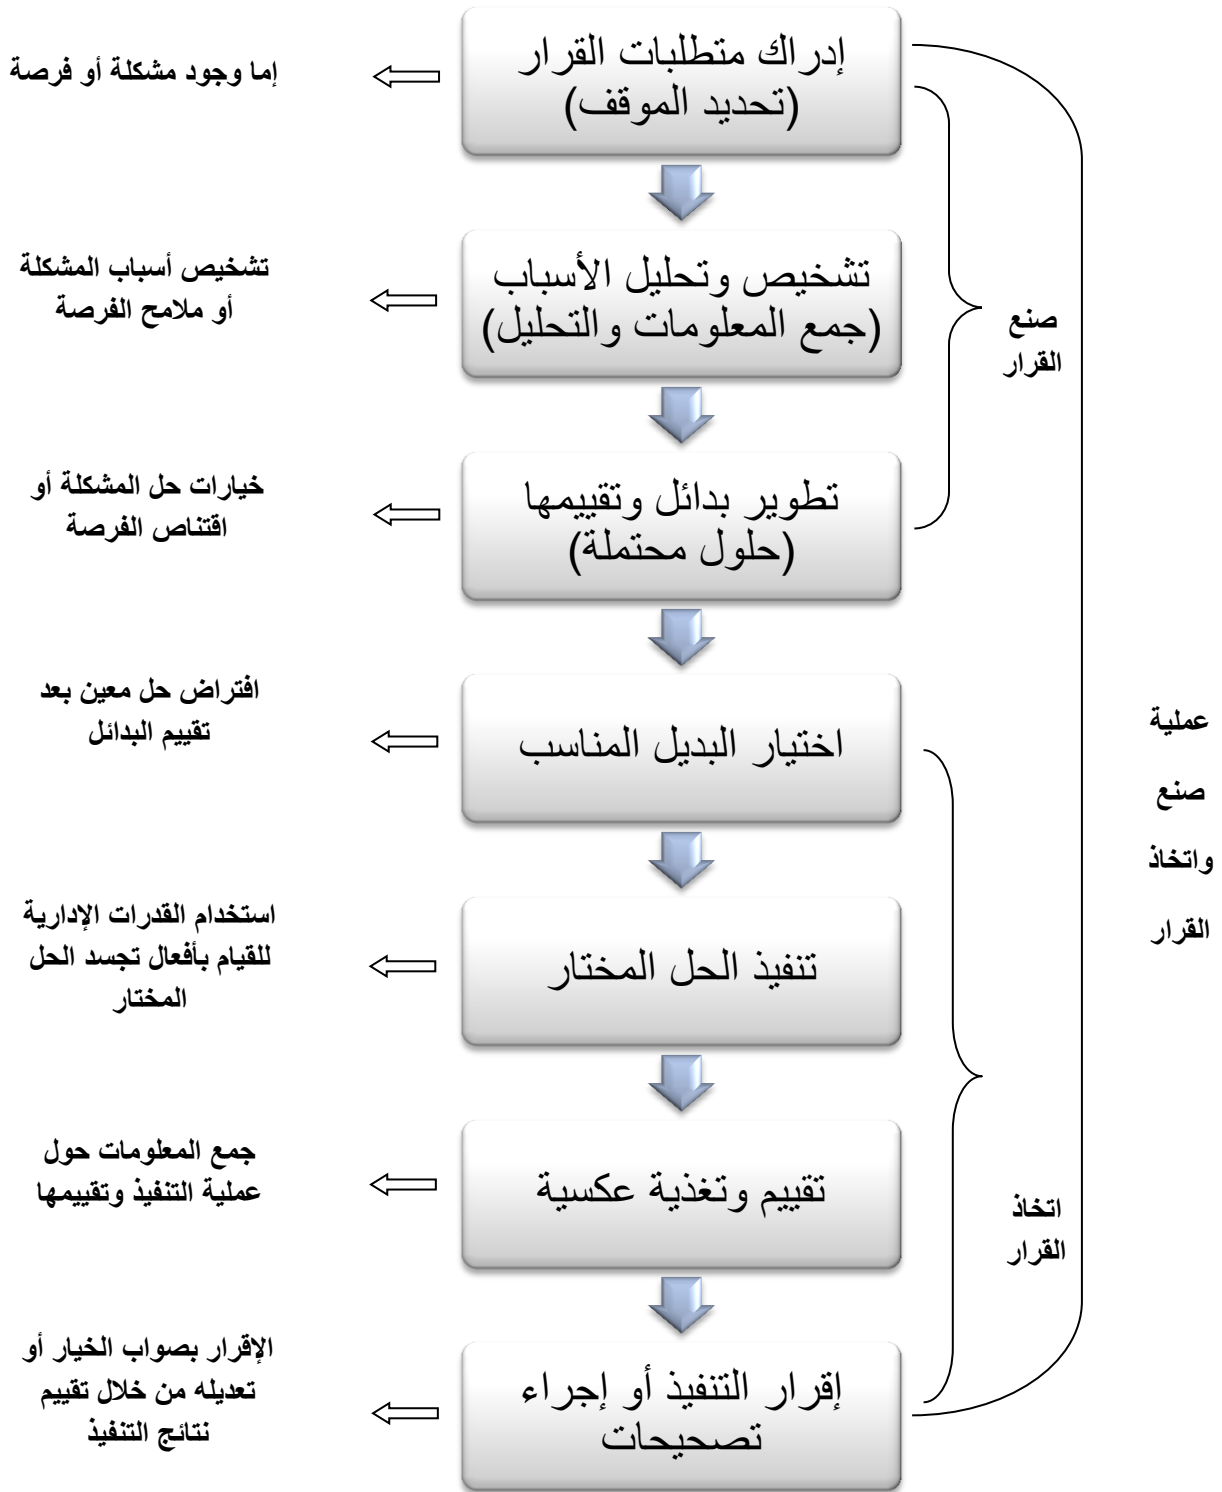 إدراك متطلبات القرار
(تحديد الموقف)
إما وجود مشكلة أو فرصة
تشخيص وتحليل الأسباب
(جمع المعلومات والتحليل)
تشخيص أسباب المشكلة
أو ملامح الفرصة
صنع
القرار
تطوير بدائل وتقييمها
(حلول محتملة)
خيارات حل المشكلة أو
اقتناص الفرصة
اختيار البديل المناسب
افتراض حل معين بعد
تقييم البدائل
عملية
صنع
واتخاذ
القرار
تنفيذ الحل المختار
استخدام القدرات الإدارية
للقيام بأفعال تجسد الحل
المختار
تقييم وتغذية عكسية
جمع المعلومات حول
عملية التنفيذ وتقييمها
اتخاذ
القرار
إقرار التنفيذ أو إجراء
تصحيحات
الإقرار بصواب الخيار أو
تعديله من خلال تقييم
نتائج التنفيذ